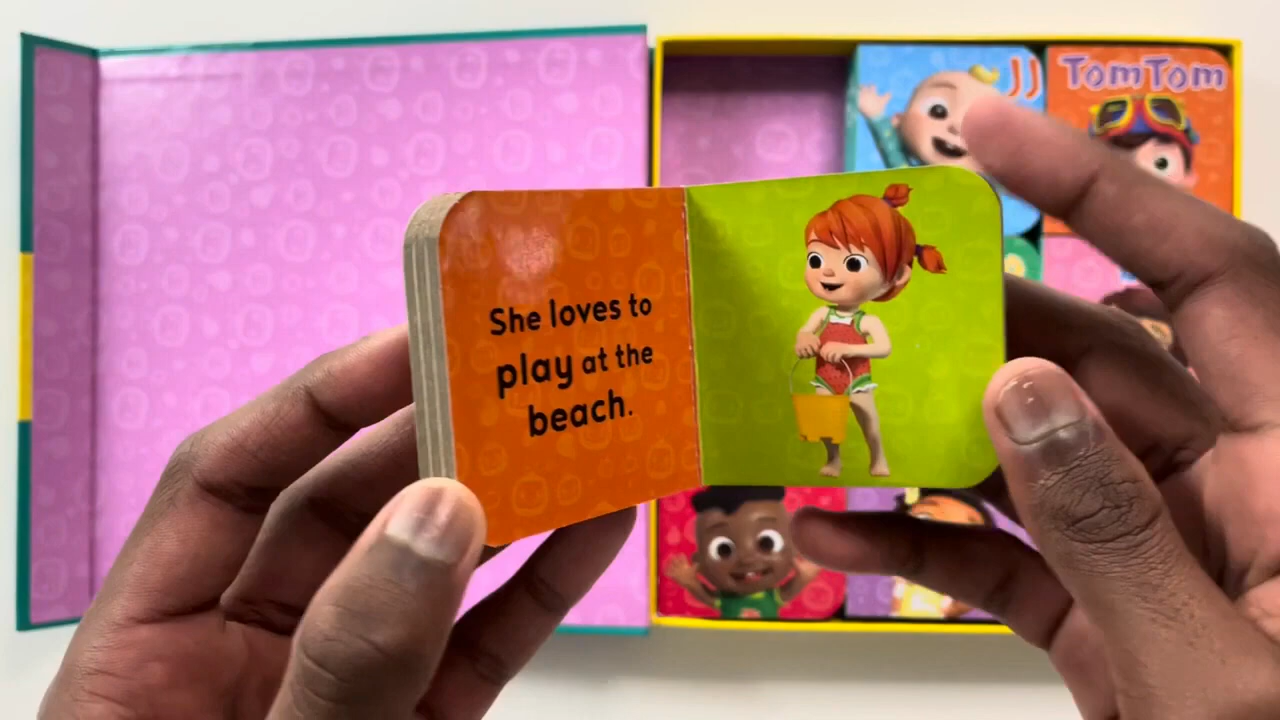 JJ
TomTom
She loves to
play at the
beach.